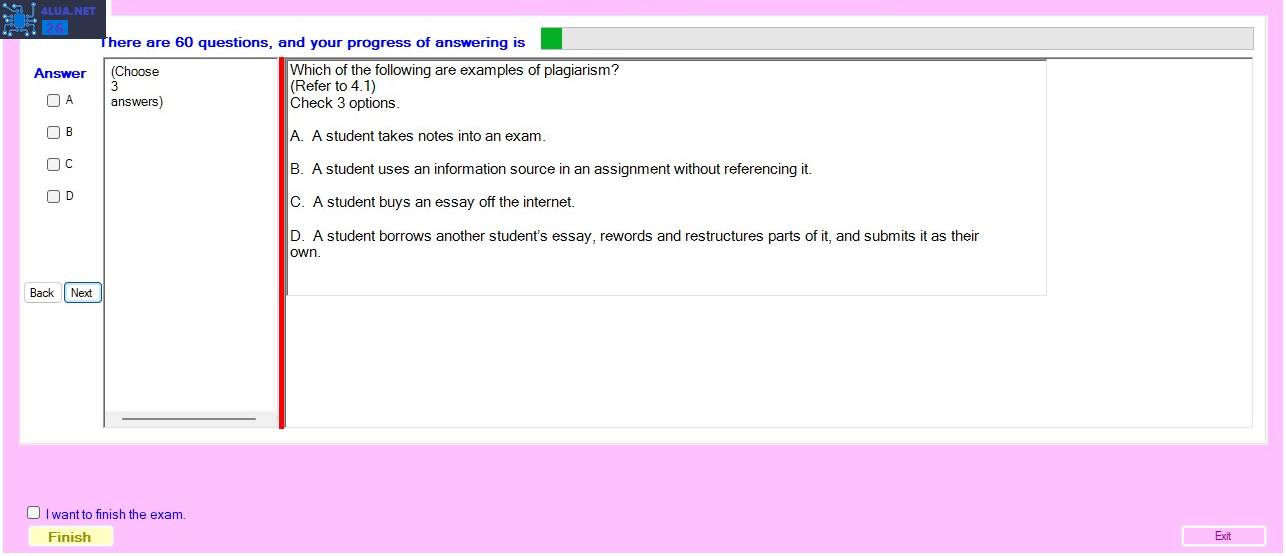 4LUA.NET
26
There are 60 questions, and your progress of answering is
Answer
A
B
C
D
Back Next
(Choose
3
answers)
Which of the following are examples of plagiarism?
(Refer to 4.1)
Check 3 options.
A. A student takes notes into an exam.
B. A student uses an information source in an assignment without referencing it.
C. A student buys an essay off the internet.
D. A student borrows another student’s essay, rewords and restructures parts of it, and submits it as their
own.
I want to finish the exam.
Finish
Exit